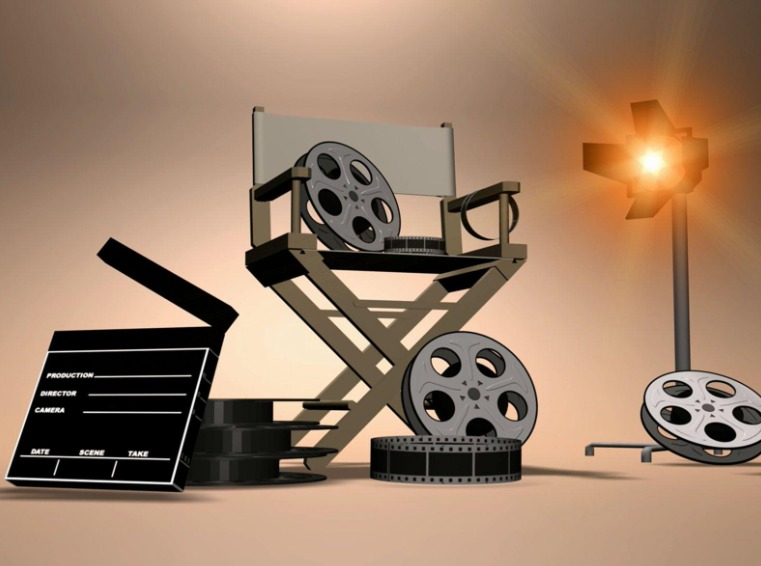 PRODUCTION
DIRECTOR
CAMERA
DATE SCENE TAKE